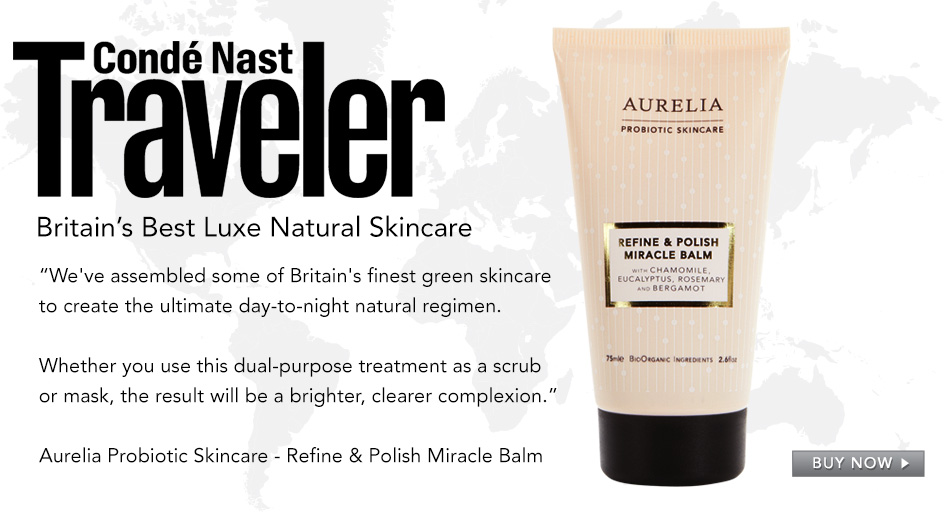 Condé Nast
Traveler
Britain’s Best Luxe Natural Skincare
“We've assembled some of Britain's finest green skincare
to create the ultimate day-to-night natural regimen.
Whether you use this dual-purpose treatment as a scrub
or mask, the result will be a brighter, clearer complexion.”
Aurelia Probiotic Skincare - Refine & Polish Miracle Balm
AURELIA
PROBIOTIC SKINCARE
REFINE & POLISH
MIRACLE BALM
WITH CHAMOMILE,
EUCALYPTUS, ROSEMARY
AND BERGAMOT
75ml℮ BIOORGANIC INGREDIENTS 2.6floz
BUY NOW